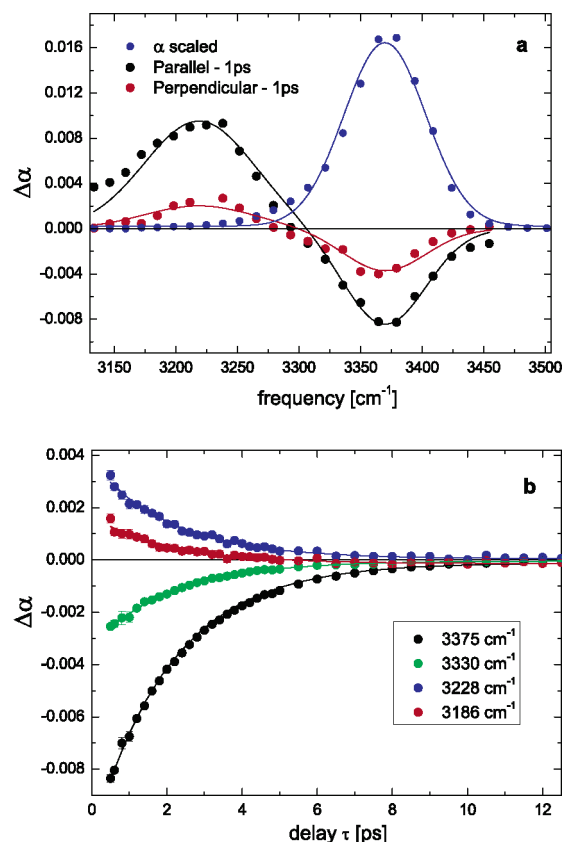 0.016
0.012
0.008
0.004
0.000
-0.004
-0.008
Δα
α scaled
Parallel - 1ps
Perpendicular - 1ps
a
3150 3200 3250 3300 3350 3400 3450 3500
frequency [cm⁻¹]
0.004
0.002
0.000
-0.002
-0.004
-0.006
-0.008
Δα
b
3375 cm⁻¹
3330 cm⁻¹
3228 cm⁻¹
3186 cm⁻¹
0 2 4 6 8 10 12
delay τ [ps]